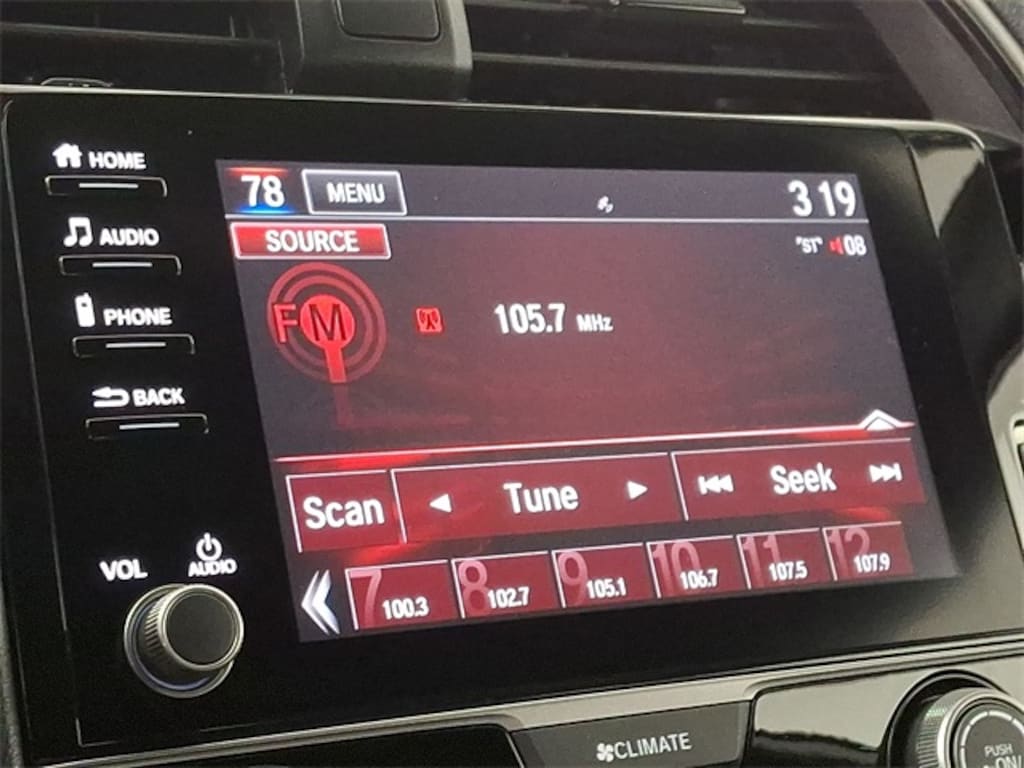 HOME
AUDIO
PHONE
BACK
VOL
AUDIO
78 MENU 3 19
SOURCE "ST" 08
FM 105.7 MHz
Scan Tune Seek
7 100.3 8 102.7 9 105.1 10 106.7 11 107.5 12 107.9
CLIMATE
PUSH
ON/